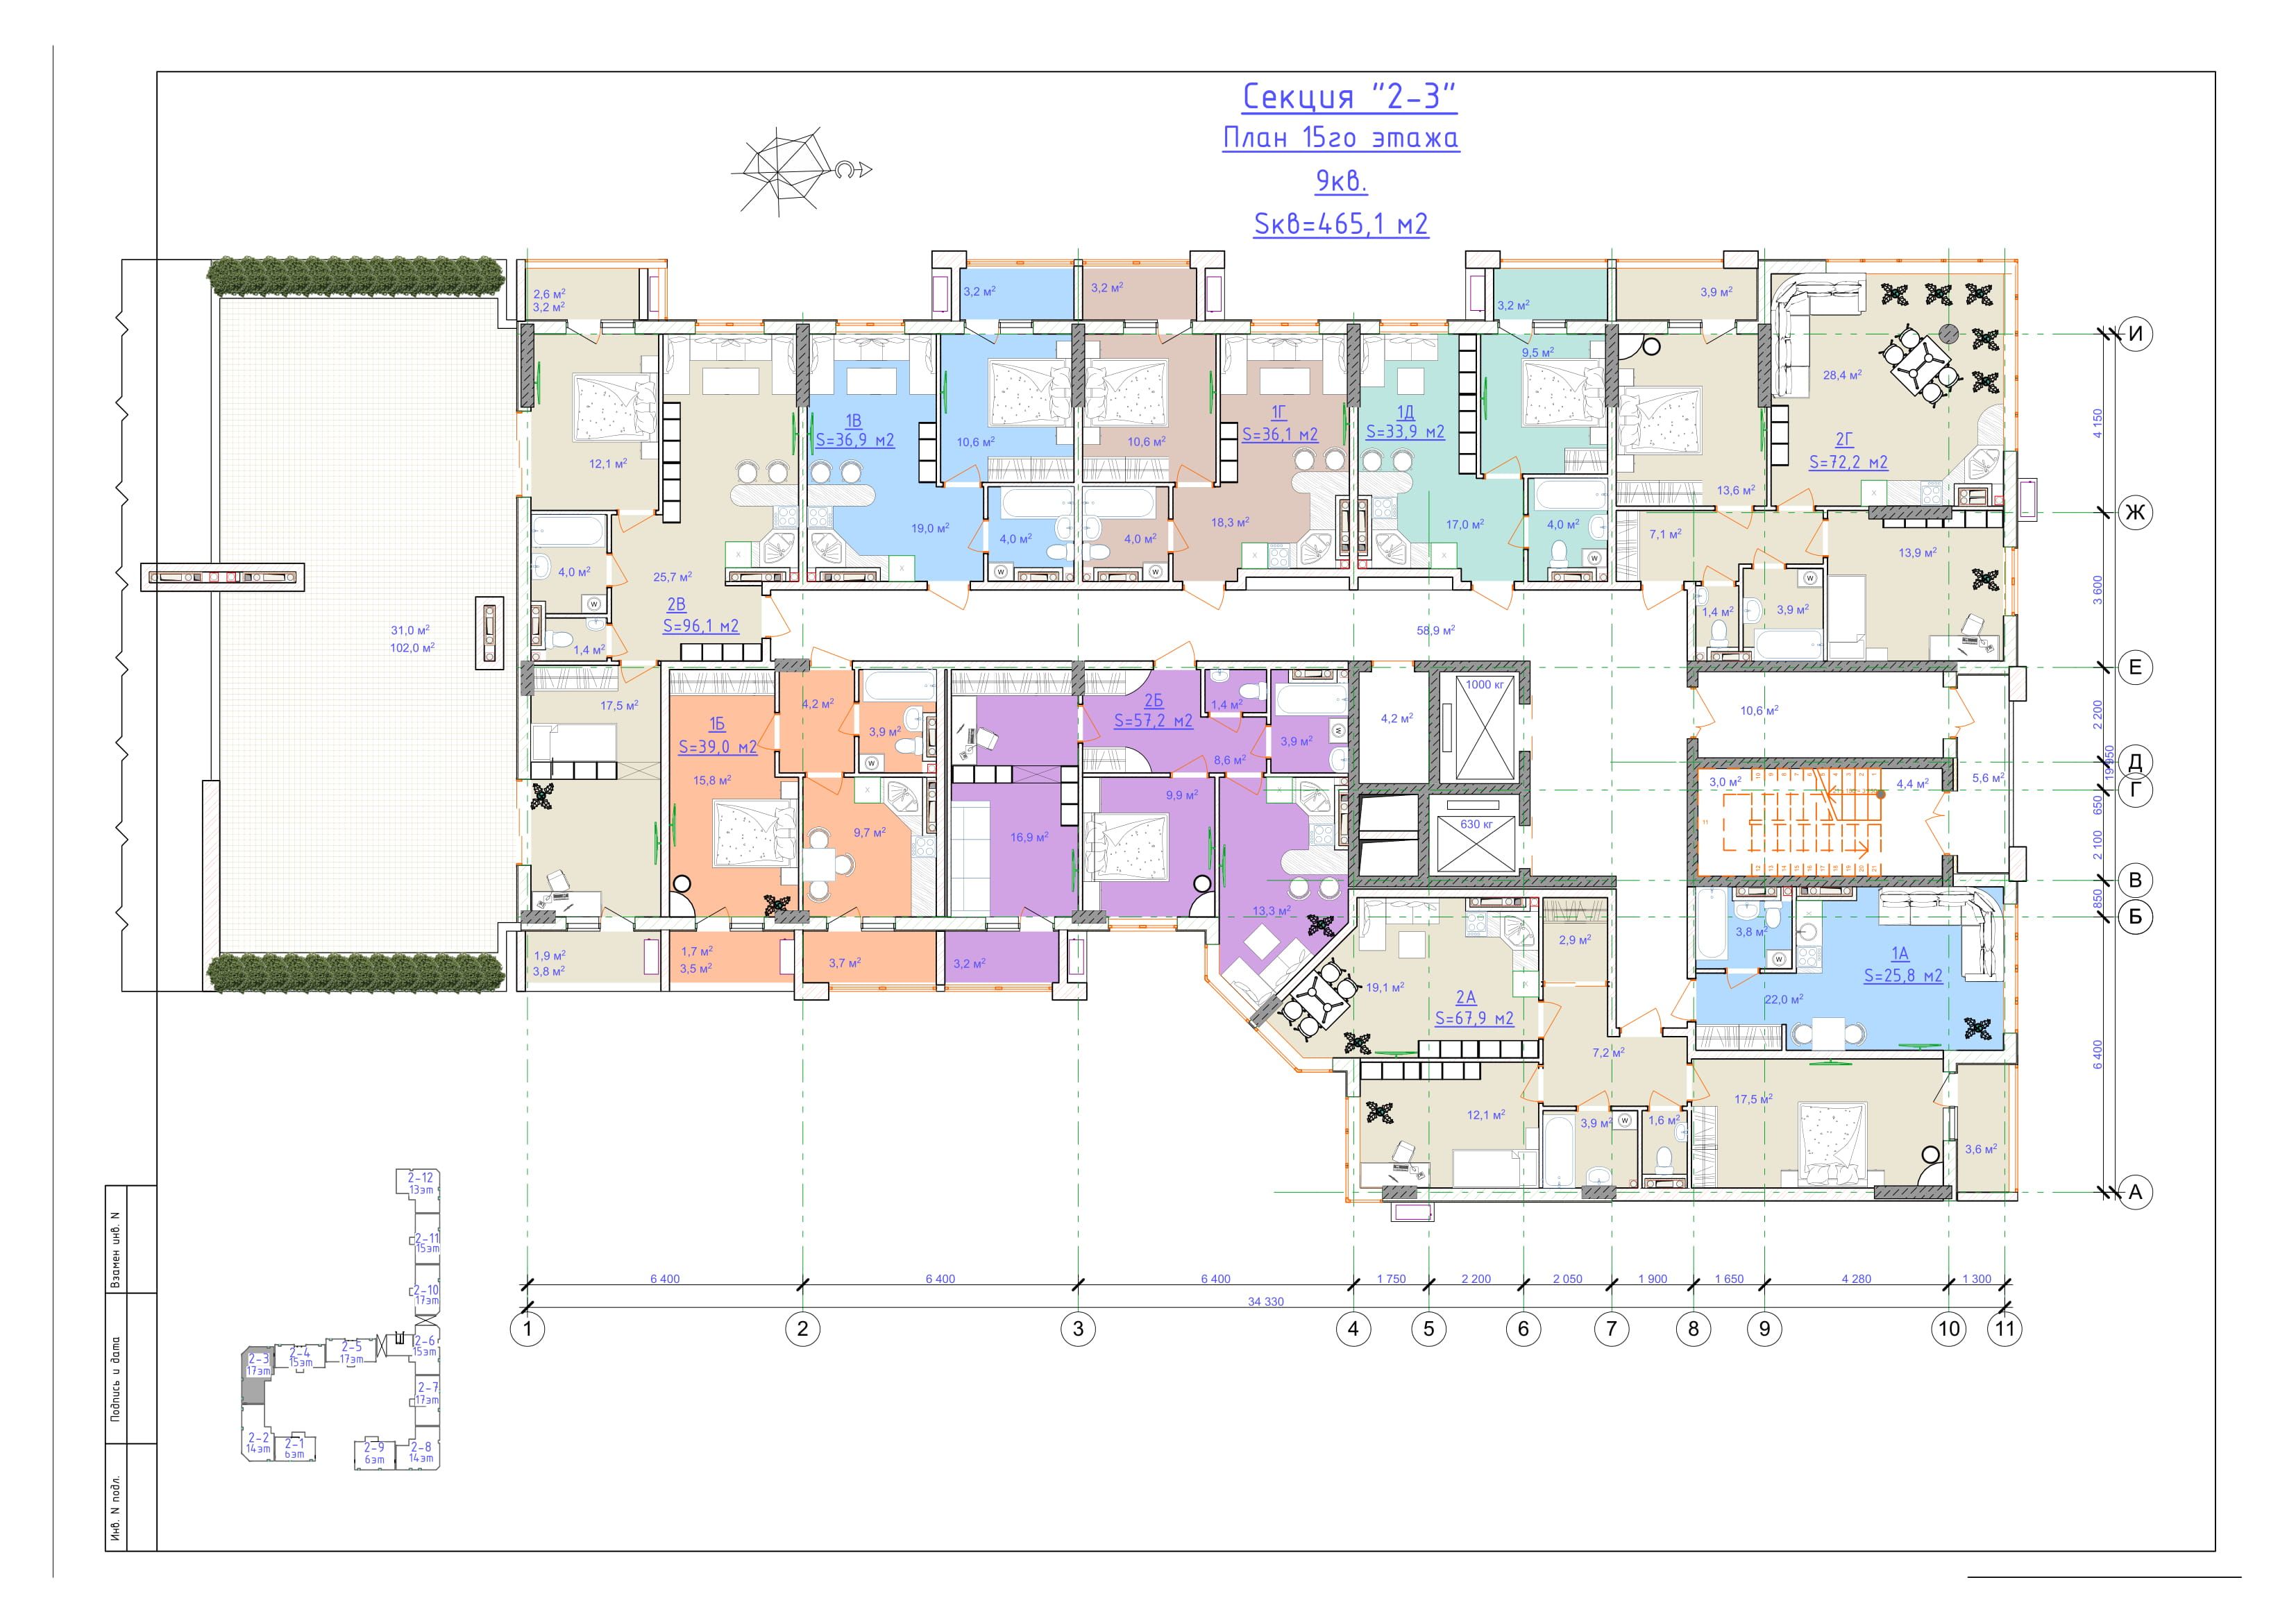 Секция "2-3"
План 15го этажа
9кв.
Sкв=465,1 м2
2,6 м²
3,2 м²
3,2 м²
3,2 м²
3,2 м²
3,9 м²
И
9,5 м²
28,4 м²
1В
S=36,9 м2
1Г
S=36,1 м2
1Д
S=33,9 м2
2Г
S=72,2 м2
4 150
12,1 м²
10,6 м²
10,6 м²
13,6 м²
Ж
19,0 м²
18,3 м²
17,0 м²
4,0 м²
7,1 м²
4,0 м²
4,0 м²
13,9 м²
4,0 м²
25,7 м²
W
W
W
W
W
3 600
2В
S=96,1 м2
1,4 м²
3,9 м²
31,0 м²
102,0 м²
58,9 м²
1,4 м²
Е
17,5 м²
4,2 м²
1Б
S=39,0 м2
3,9 м²
2Б
S=57,2 м2
1,4 м²
3,9 м²
W
8,6 м²
4,2 м²
1000 кг
10,6 м²
2 200
W
15,8 м²
19 950
Д
Г
9,9 м²
3,0 м²
4,4 м²
5,6 м²
650
9,7 м²
16,9 м²
630 кг
2 100
В
850
Б
13,3 м²
1,9 м²
3,8 м²
1,7 м²
3,5 м²
3,7 м²
3,2 м²
2,9 м²
3,8 м²
W
1А
S=25,8 м2
19,1 м²
2А
S=67,9 м2
22,0 м²
7,2 м²
6 400
12,1 м²
3,9 м²
W
1,6 м²
17,5 м²
3,6 м²
А
6 400
6 400
6 400
1 750
2 200
2 050
1 900
1 650
4 280
1 300
34 330
1
2
3
4
5
6
7
8
9
10
11
2-12
13эт
2-11
15эт
2-10
17эт
2-6
15эт
2-5
17эт
2-4
15эт
2-3
17эт
2-7
17эт
2-2
14эт
2-1
6эт
2-9
6эт
2-8
14эт
Взамен инв. N
Подпись и дата
Инв. N подл.